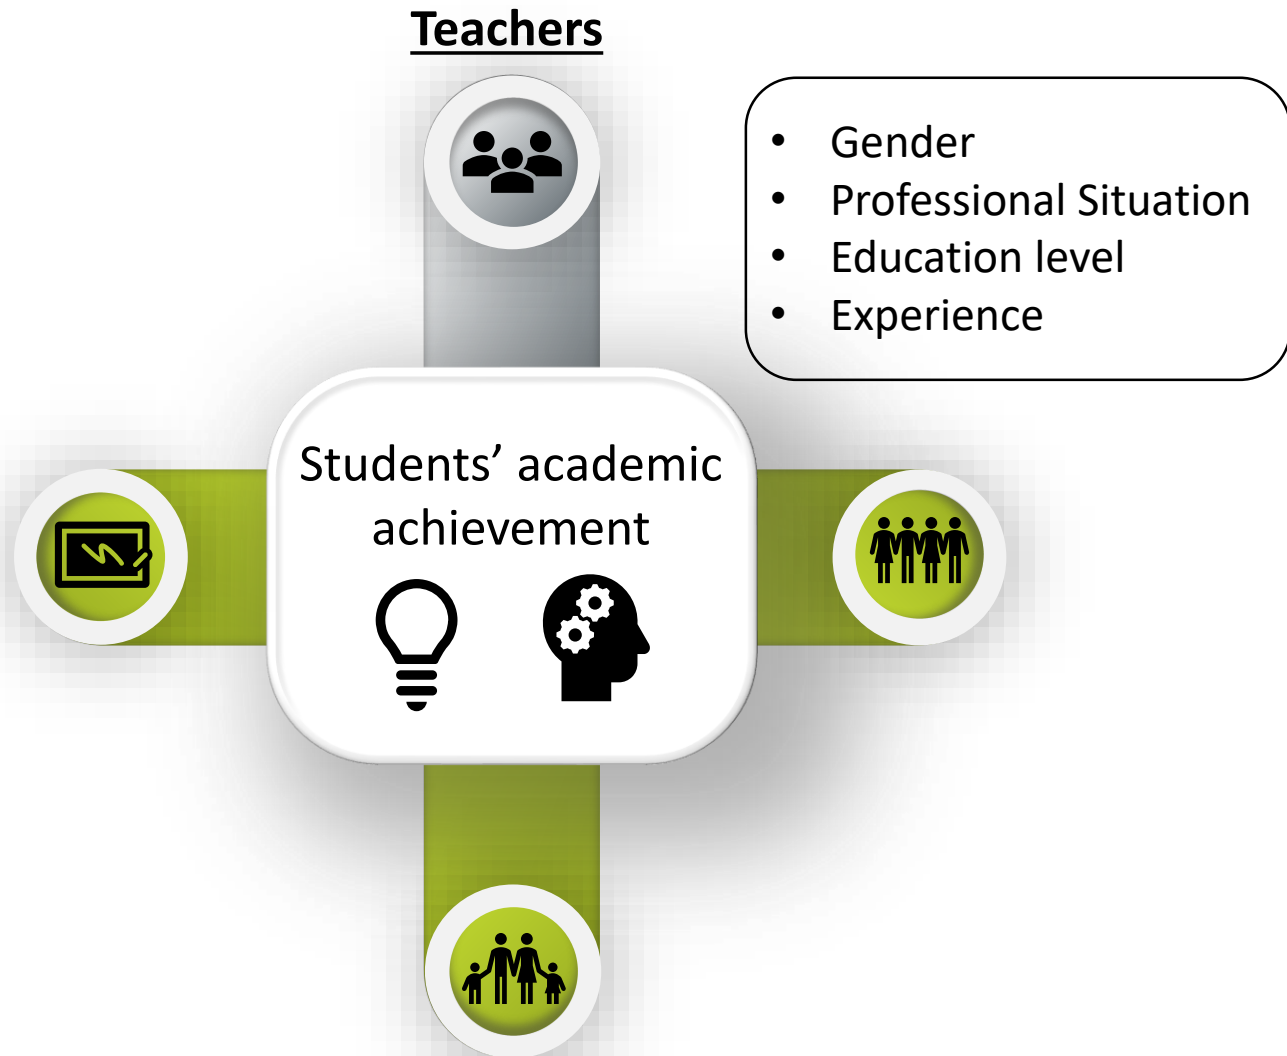 Teachers
• Gender
• Professional Situation
• Education level
• Experience
Students’ academic
achievement